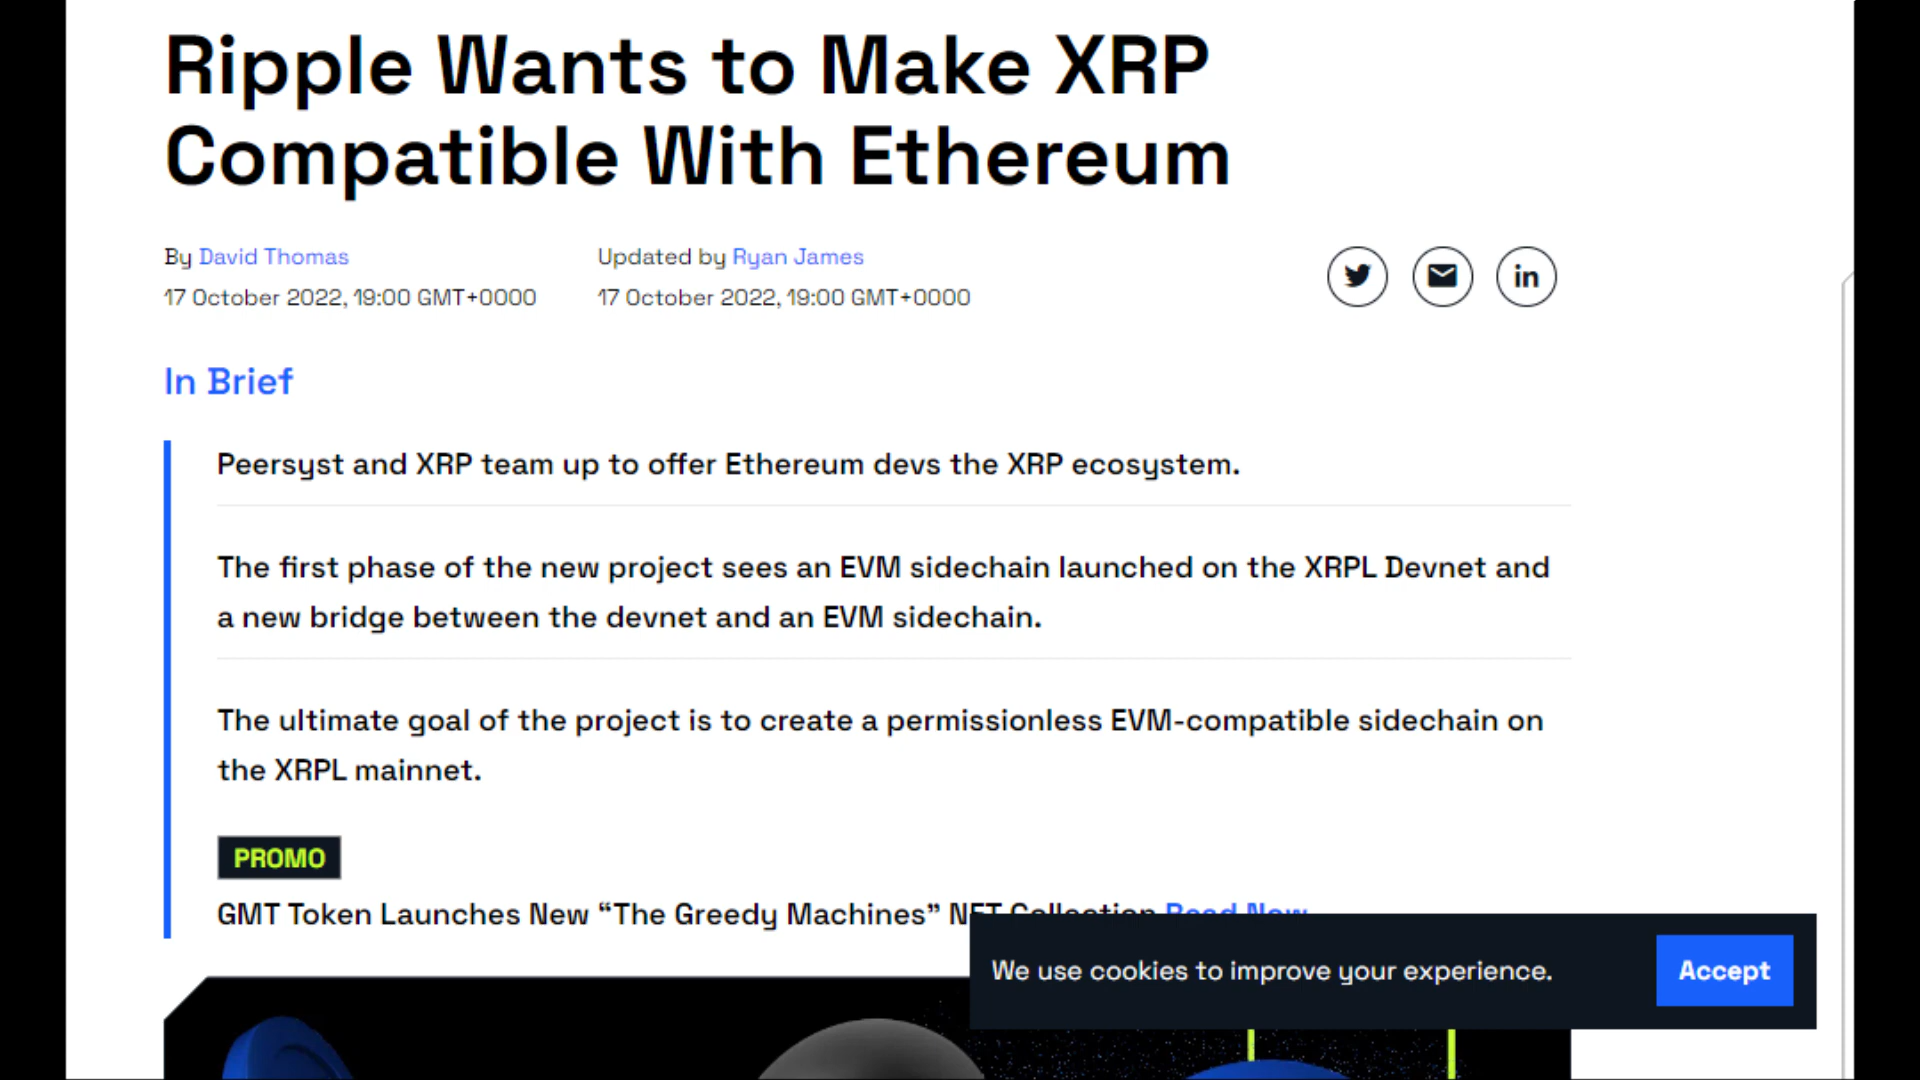 Ripple Wants to Make XRP
Compatible With Ethereum
By David Thomas
17 October 2022, 19:00 GMT+0000
Updated by Ryan James
17 October 2022, 19:00 GMT+0000
in
In Brief
Peersyst and XRP team up to offer Ethereum devs the XRP ecosystem.
The first phase of the new project sees an EVM sidechain launched on the XRPL Devnet and
a new bridge between the devnet and an EVM sidechain.
The ultimate goal of the project is to create a permissionless EVM-compatible sidechain on
the XRPL mainnet.
PROMO
GMT Token Launches New “The Greedy Machines” NFT Collection Read Now
We use cookies to improve your experience.
Accept